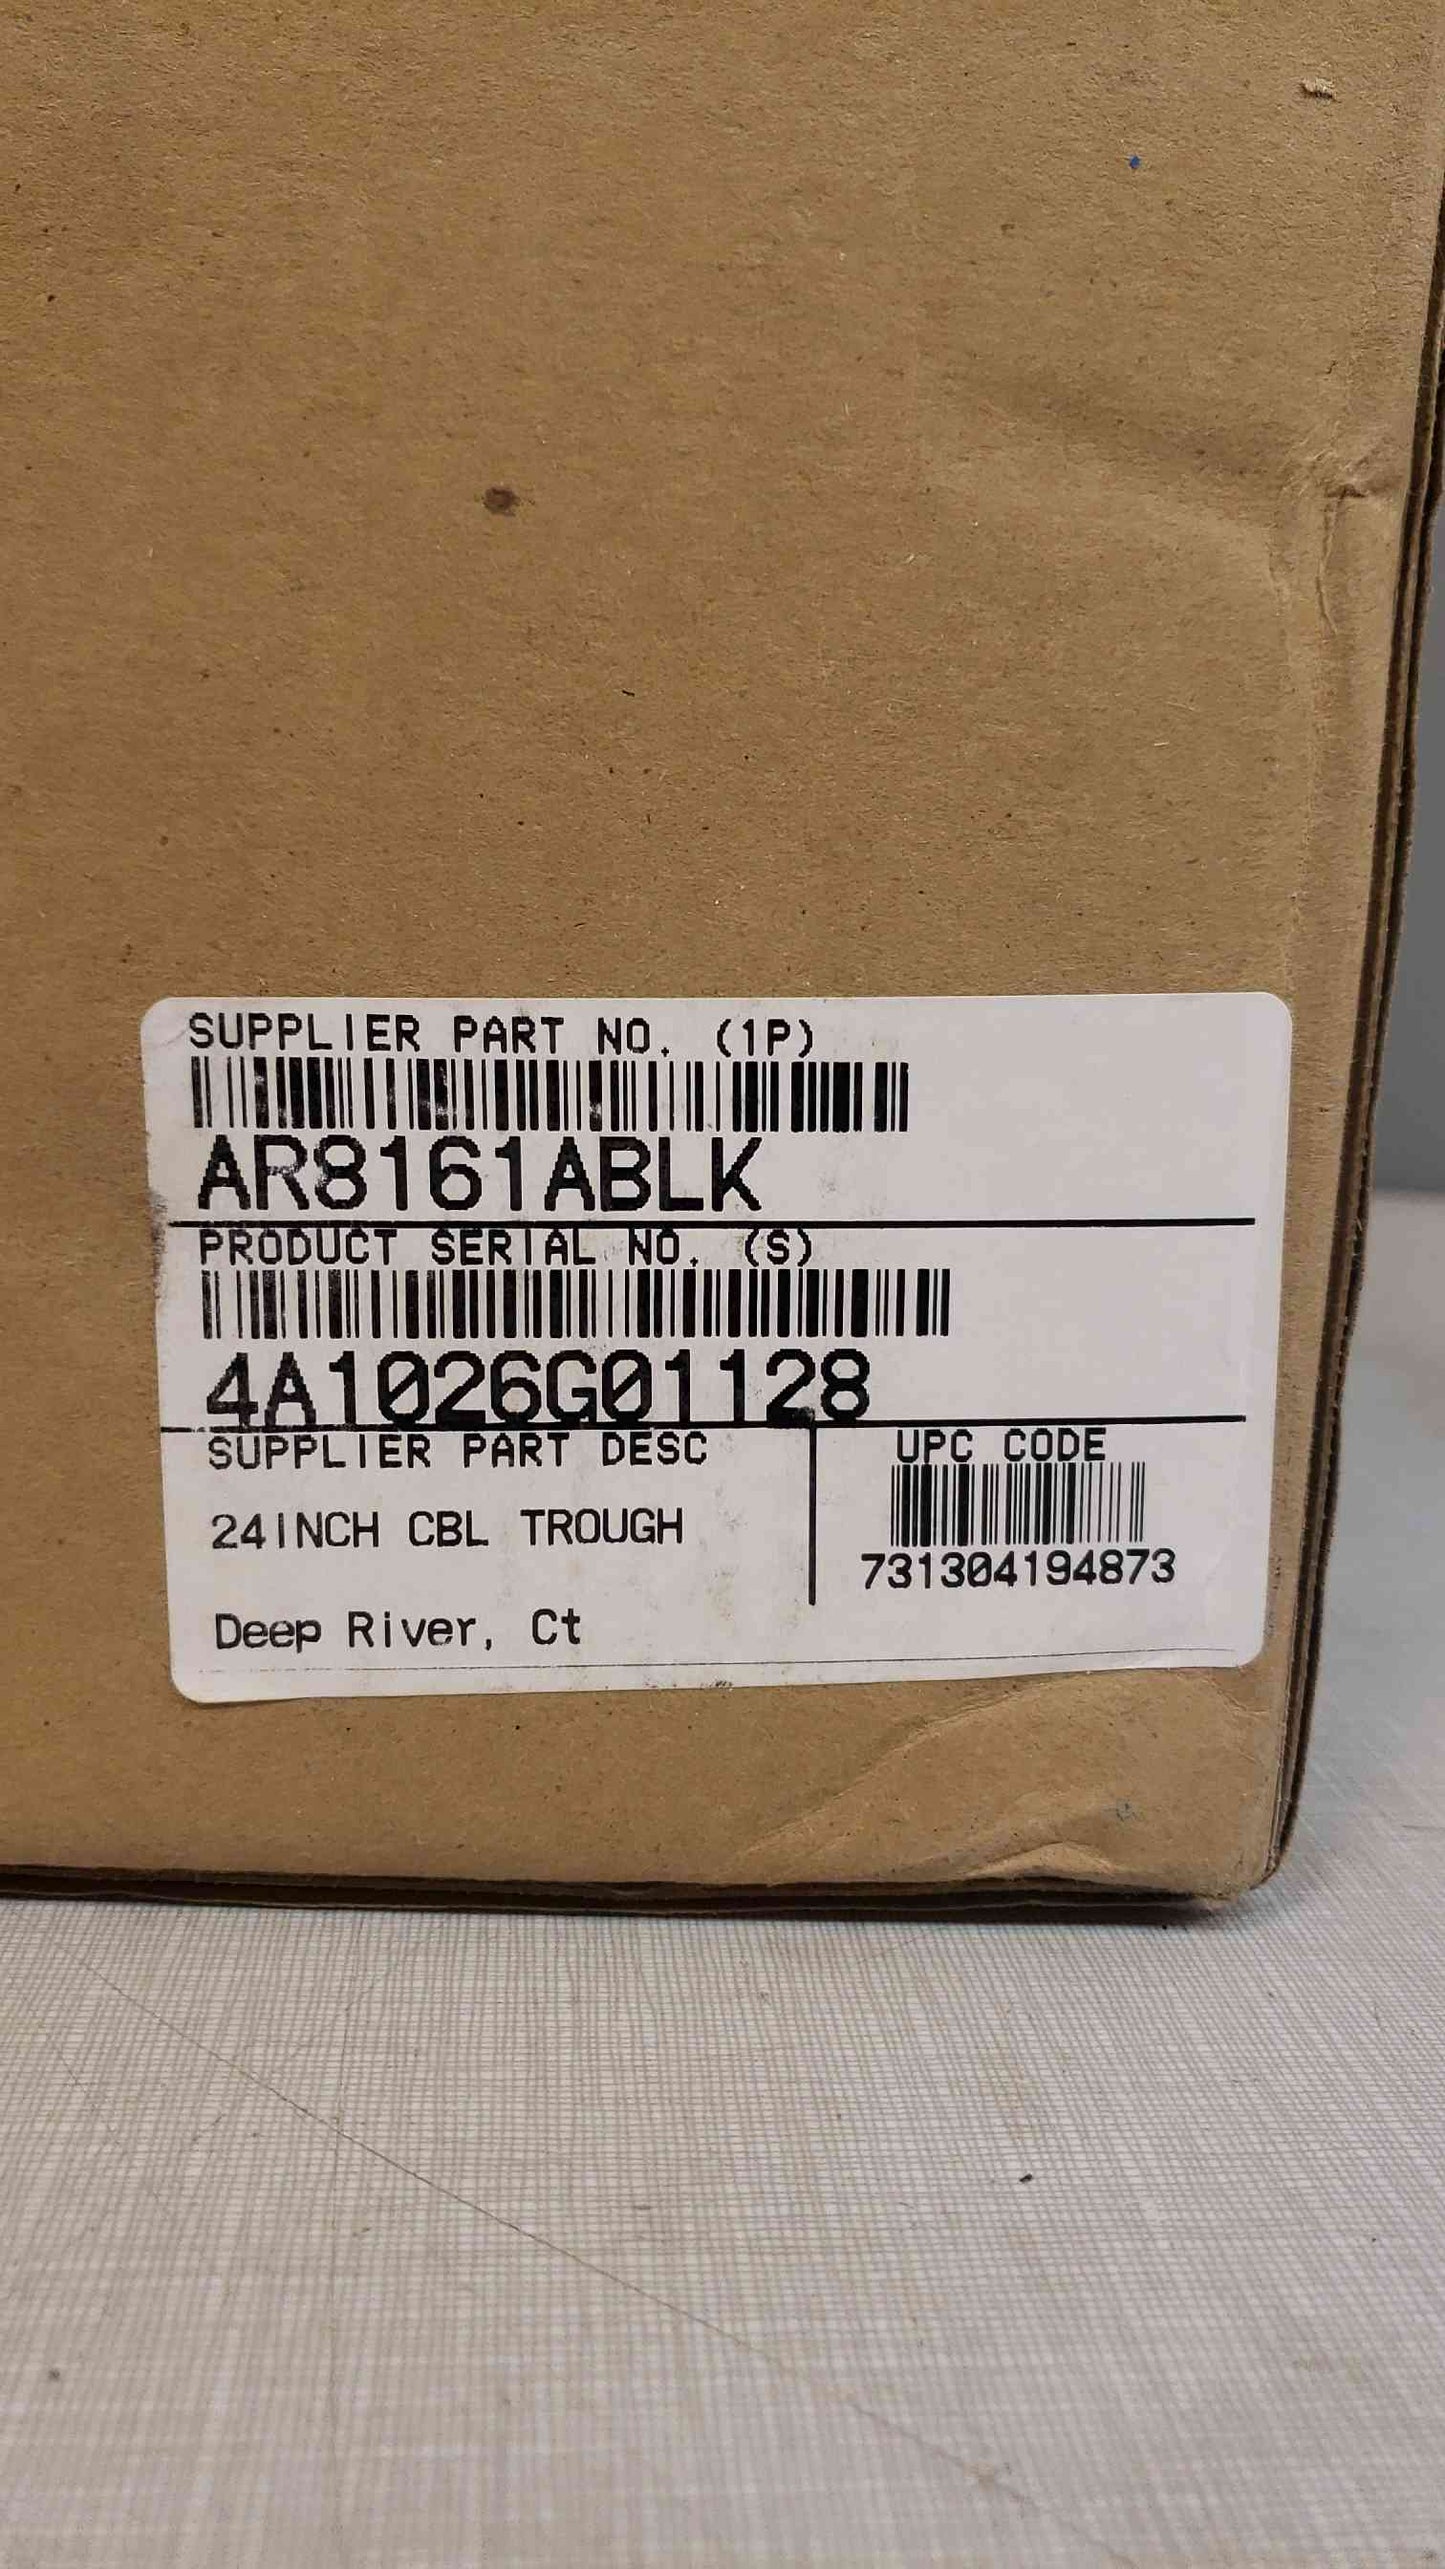 SUPPLIER PART NO. (1P)
AR8161ABLK
PRODUCT SERIAL NO. (S)
4A1026G01128
SUPPLIER PART DESC
24INCH CBL TROUGH
Deep River, Ct
UPC CODE
731304194873